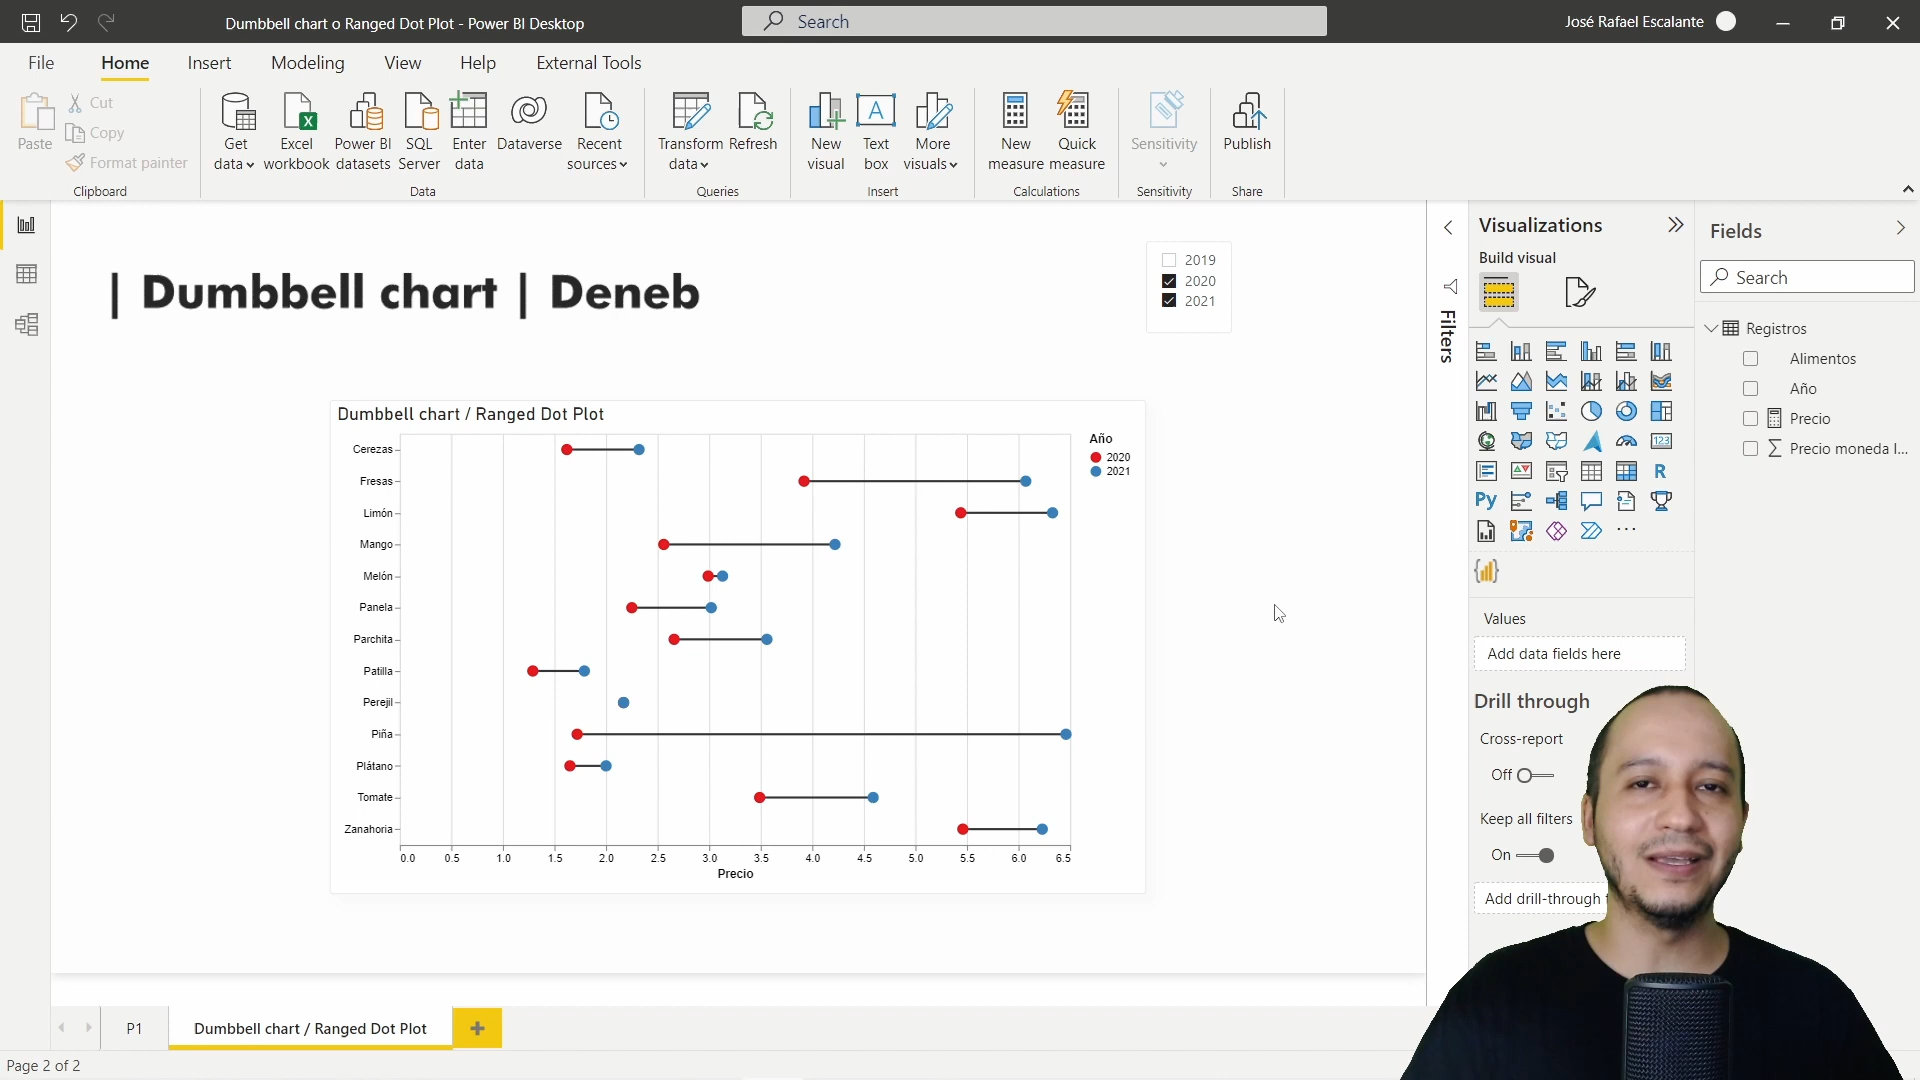 Dumbbell chart o Ranged Dot Plot - Power BI Desktop
Search
José Rafael Escalante
File Home Insert Modeling View Help External Tools
Paste
Cut
Copy
Format painter
Clipboard
Get data
Excel workbook
Power BI datasets
SQL Server
Enter data
Dataverse
Recent sources
Data
Transform data
Refresh
Queries
New visual
A
Text box
More visuals
Insert
New measure
Quick measure
Calculations
Sensitivity
Sensitivity
Publish
Share
| Dumbbell chart | Deneb
2019
2020
2021
Dumbbell chart / Ranged Dot Plot
Cerezas
Fresas
Limón
Mango
Melón
Panela
Parchita
Patilla
Perejil
Piña
Plátano
Tomate
Zanahoria
0.0 0.5 1.0 1.5 2.0 2.5 3.0 3.5 4.0 4.5 5.0 5.5 6.0 6.5
Precio
Año
2020
2021
Filters
Visualizations
Build visual
123
R
Py
...
Values
Add data fields here
Drill through
Cross-report
Off
Keep all filters
On
Add drill-through
Fields
Search
Registros
Alimentos
Año
Precio
Precio moneda l...
P1
Dumbbell chart / Ranged Dot Plot
+
Page 2 of 2